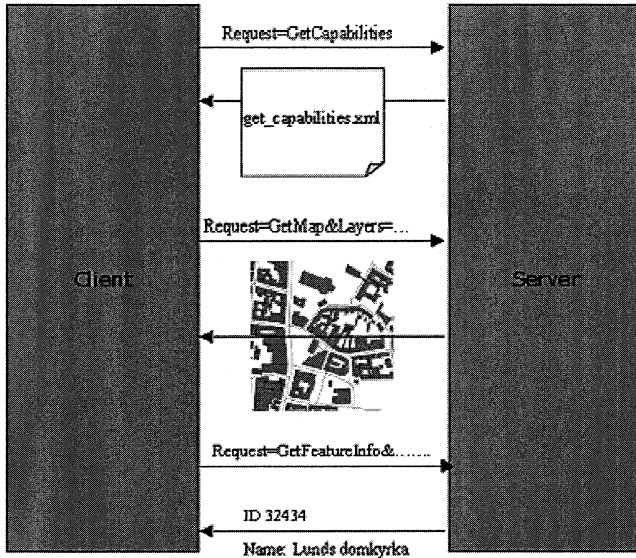 Request=GetCapabilities
get_capabilities.xml
Request=GetMap&Layers=...
Client
Server
Request=GetFeatureInfo&.......
ID 32434
Name: Lunds domkyrka